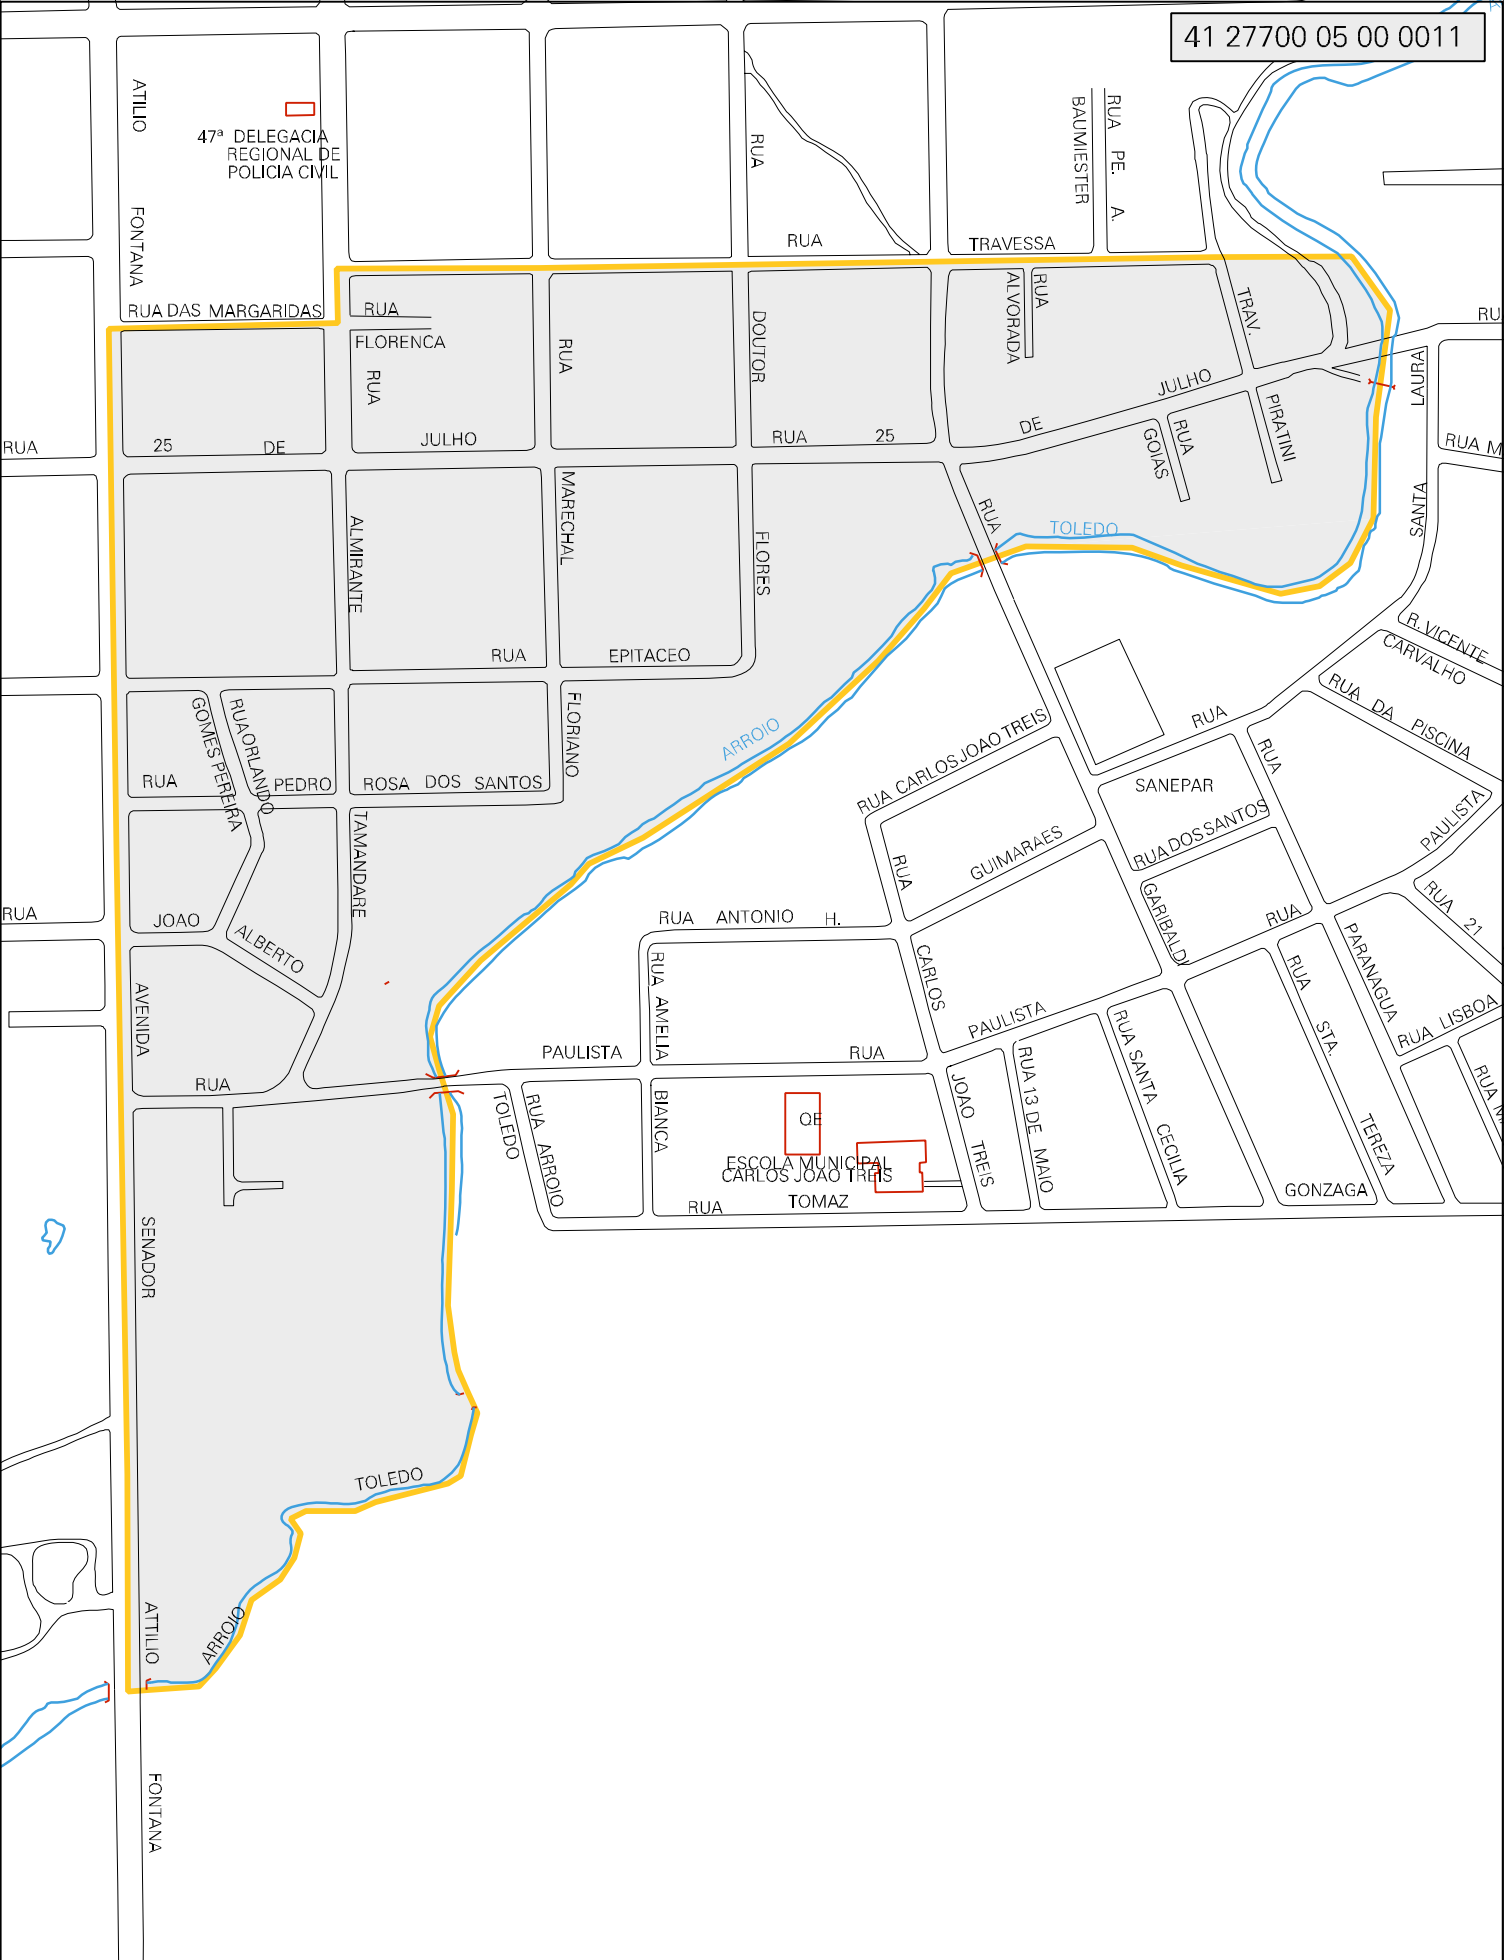 41 27700 05 00 0011
ATILIO
FONTANA
47ª DELEGACIA
REGIONAL DE
POLICIA CIVIL
RUA
RUA
TRAVESSA
RUA PE. A.
BAUMIESTER
RUA DAS MARGARIDAS
RUA
FLORENCA
RUA
RUA
DOUTOR
RUA
ALVORADA
TRAV.
RU
LAURA
JULHO
PIRATINI
RUA
GOIAS
DE
RUA
25
DE
JULHO
RUA
25
RUA M
SANTA
RUA
TOLEDO
MARECHAL
ALMIRANTE
FLORES
RUA
EPITACEO
R. VICENTE
CARVALHO
RUA DA PISCINA
RUA
GOMES PEREIRA
RUA ORLANDO
FLORIANO
ARROIO
RUA CARLOS JOAO TREIS
RUA
RUA
PEDRO
ROSA DOS SANTOS
SANEPAR
PAULISTA
TAMANDARE
GUIMARAES
RUA DOS SANTOS
RUA
RUA
JOAO
ALBERTO
RUA ANTONIO H.
GARIBALDI
RUA
RUA 21
PARANAGUA
CARLOS
RUA AMELIA
RUA
STA.
TEREZA
AVENIDA
PAULISTA
RUA LISBOA
PAULISTA
RUA
RUA
RUA SANTA CECILIA
RUA 13 DE MAIO
RUA M
TOLEDO
RUA ARROIO
BIANCA
JOAO TREIS
QE
ESCOLA MUNICIPAL
CARLOS JOAO TREIS
RUA
TOMAZ
GONZAGA
SENADOR
TOLEDO
ARROIO
ATTILIO
FONTANA